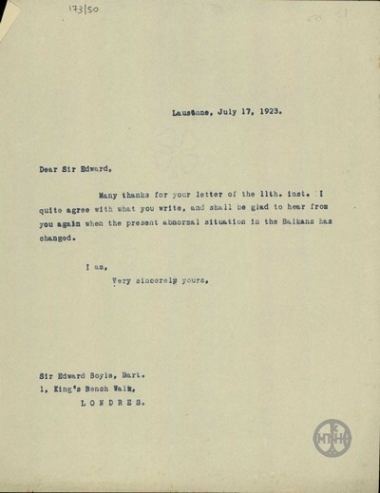 173/50
Lausanne, July 17, 1923.
Dear Sir Edward,
Many thanks for your letter of the 11th. inst. I
quite agree with what you write, and shall be glad to hear from
you again when the present abnormal situation in the Balkans has
changed.
I am,
Very sincerelp yours,
Sir Edward Boyle, Bart.
1, King's Bench Walk,
LONDRES.